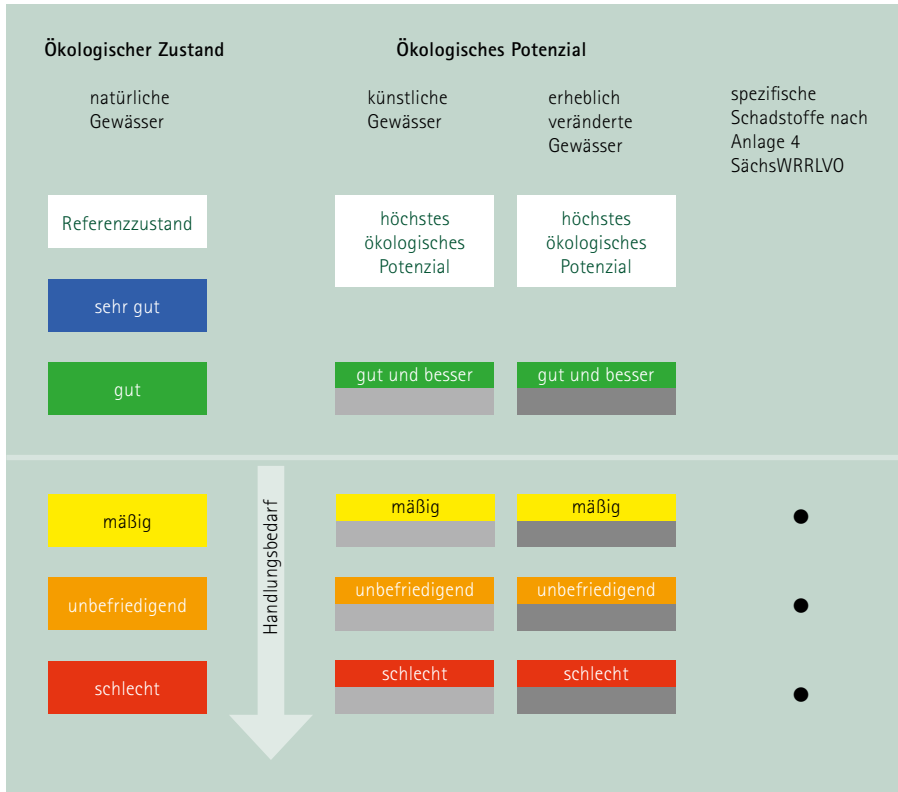 Ökologischer Zustand
Ökologisches Potenzial
natürliche
Gewässer
künstliche
Gewässer
erheblich
veränderte
Gewässer
spezifische
Schadstoffe nach
Anlage 4
SächsWRRLVO
Referenzzustand
höchstes
ökologisches
Potenzial
höchstes
ökologisches
Potenzial
sehr gut
gut
gut und besser
gut und besser
Handlungsbedarf
mäßig
mäßig
mäßig
unbefriedigend
unbefriedigend
unbefriedigend
schlecht
schlecht
schlecht